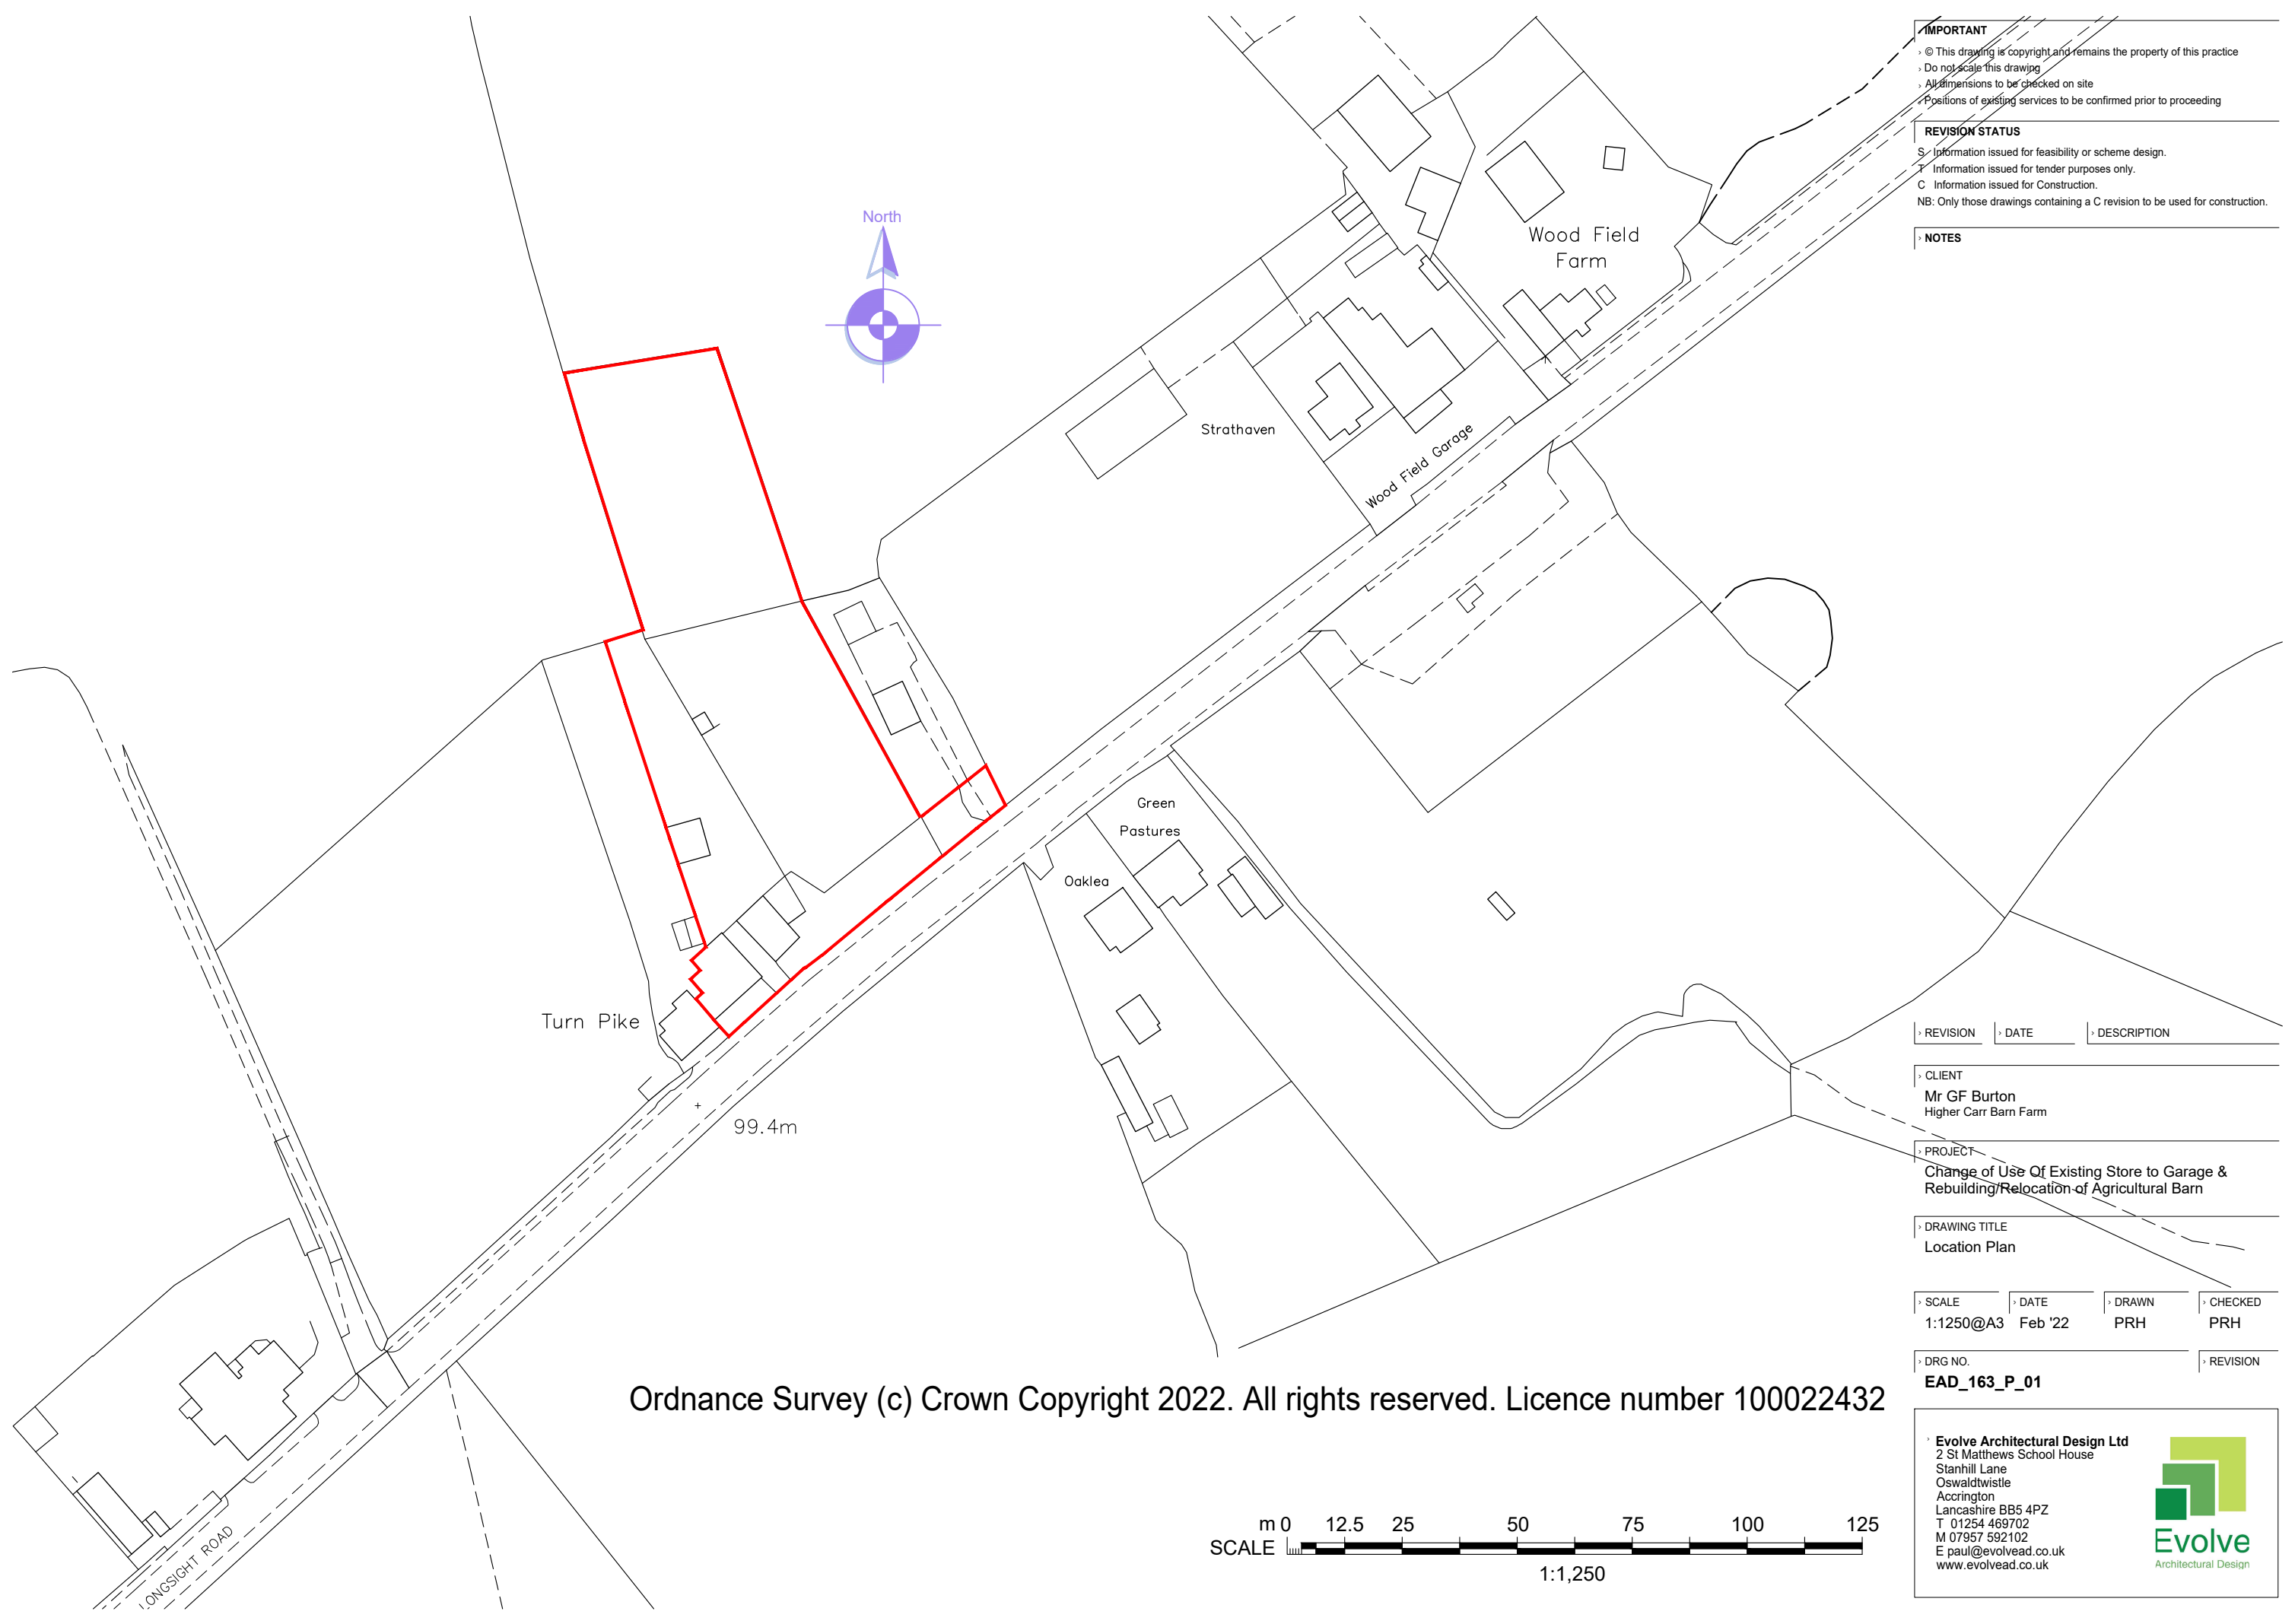 IMPORTANT
› © This drawing is copyright and remains the property of this practice
› Do not scale this drawing
› All dimensions to be checked on site
› Positions of existing services to be confirmed prior to proceeding
REVISION STATUS
S Information issued for feasibility or scheme design.
T Information issued for tender purposes only.
C Information issued for Construction.
NB: Only those drawings containing a C revision to be used for construction.
› NOTES
North
Wood Field
Farm
Strathaven
Wood Field Garage
Green
Pastures
Oaklea
Turn Pike
99.4m
LONGSIGHT ROAD
› REVISION › DATE › DESCRIPTION
› CLIENT
Mr GF Burton
Higher Carr Barn Farm
› PROJECT
Change of Use Of Existing Store to Garage &
Rebuilding/Relocation of Agricultural Barn
› DRAWING TITLE
Location Plan
› SCALE › DATE › DRAWN › CHECKED
1:1250@A3 Feb '22 PRH PRH
› DRG NO. › REVISION
EAD_163_P_01
Ordnance Survey (c) Crown Copyright 2022. All rights reserved. Licence number 100022432
m 0 12.5 25 50 75 100 125
SCALE
1:1,250
› Evolve Architectural Design Ltd
2 St Matthews School House
Stanhill Lane
Oswaldtwistle
Accrington
Lancashire BB5 4PZ
T 01254 469702
M 07957 592102
E paul@evolvead.co.uk
www.evolvead.co.uk
Evolve
Architectural Design